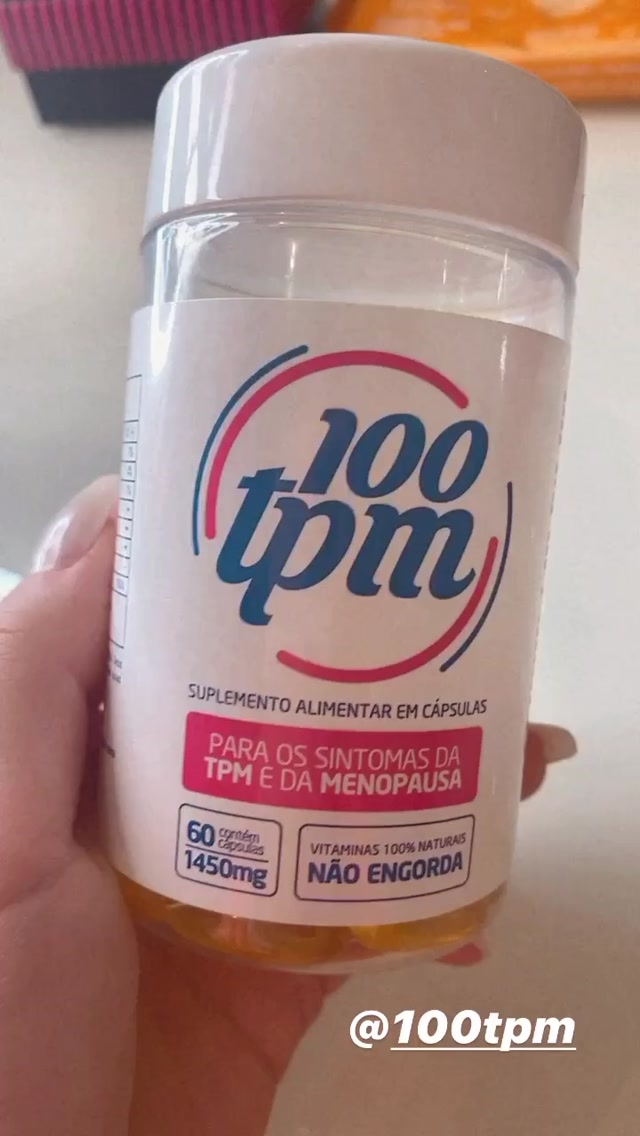 100
tpm
SUPLEMENTO ALIMENTAR EM CÁPSULAS
PARA OS SINTOMAS DA
TPM E DA MENOPAUSA
60 contém cápsulas
1450mg
VITAMINAS 100% NATURAIS
NÃO ENGORDA
@100tpm